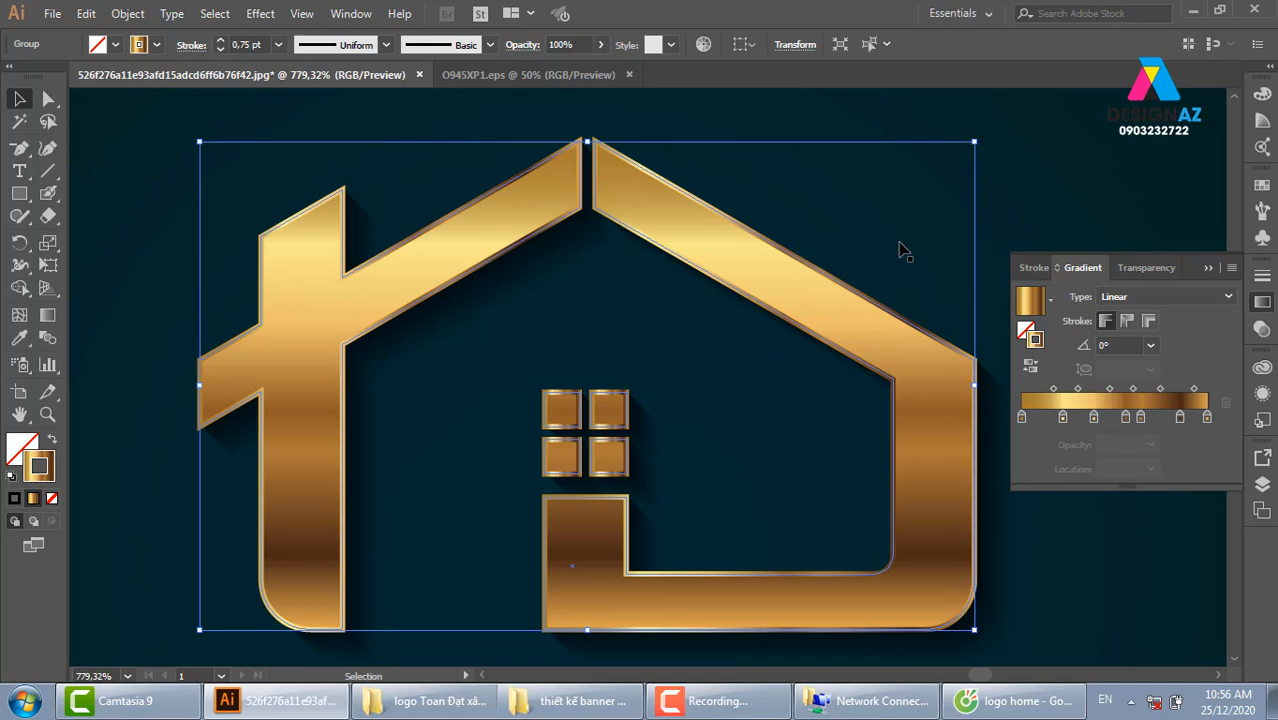 Ai File Edit Object Type Select Effect View Window Help Br St Essentials Search Adobe Stock
Group Stroke: 0,75 pt Uniform Basic Opacity: 100% Style: Transform
526f276a11e93afd15adcd6ff6b76f42.jpg* @ 779,32% (RGB/Preview) × O945XP1.eps @ 50% (RGB/Preview) ×
DESIGNAZ
0903232722
Stroke Gradient Transparency
Type: Linear
Stroke:
0°
Opacity:
Location:
779,32% 1 Selection
Camtasia 9 Ai 526f276a11e93af... logo Toan Đạt xâ... thiết kế banner ... Recording... Network Connec... logo home - Go... EN 10:56 AM
25/12/2020